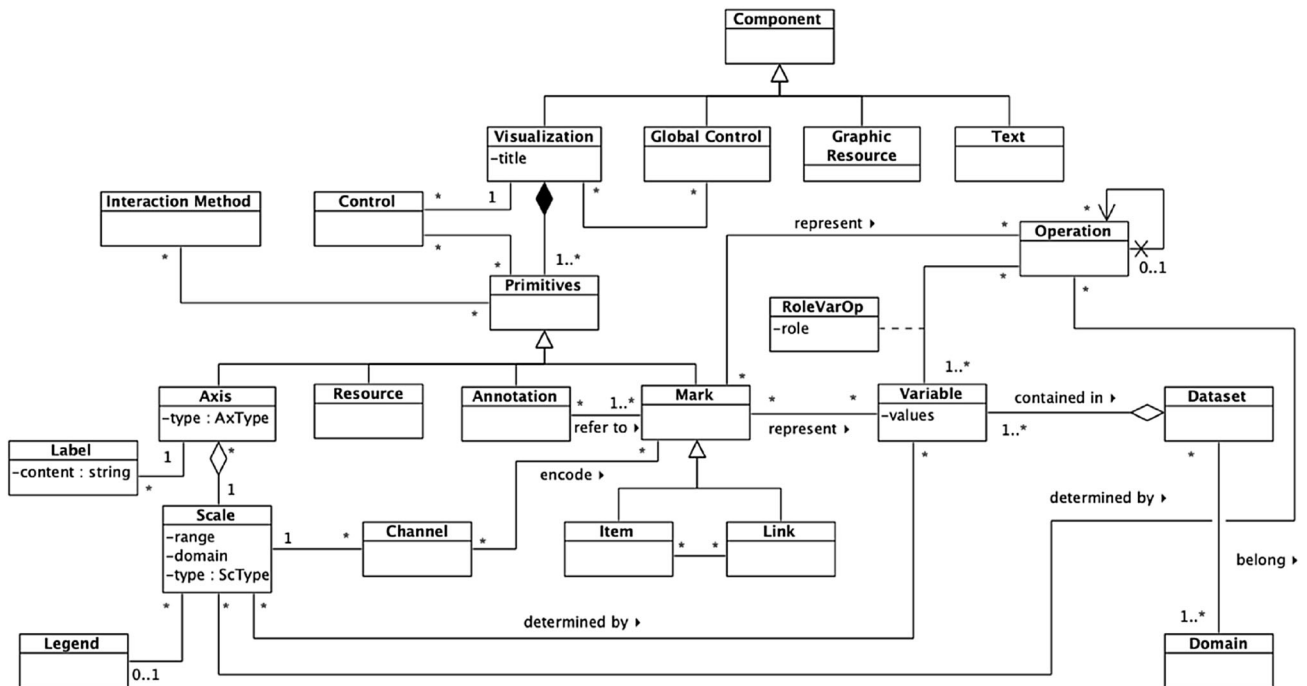 Component
Visualization
-title
Global Control
Graphic
Resource
Text
Interaction Method
Control
* 1
* *
* *
*
represent ▸
*
*
Operation
0..1
*
1..*
*
*
*
Primitives
RoleVarOp
-role
Axis
-type : AxType
Resource
Annotation
* 1..*
refer to ▸
*
Mark
* *
represent ▸
1..*
Variable
-values
contained in ▸
1..*
Dataset
Label
-content : string
1
*
*
1
*
encode ▸
*
*
determined by ▸
Scale
-range
-domain
-type : ScType
1 *
Channel
*
Item
* *
Link
belong ▸
* * *
determined by ▸
1..*
Legend
0..1
Domain